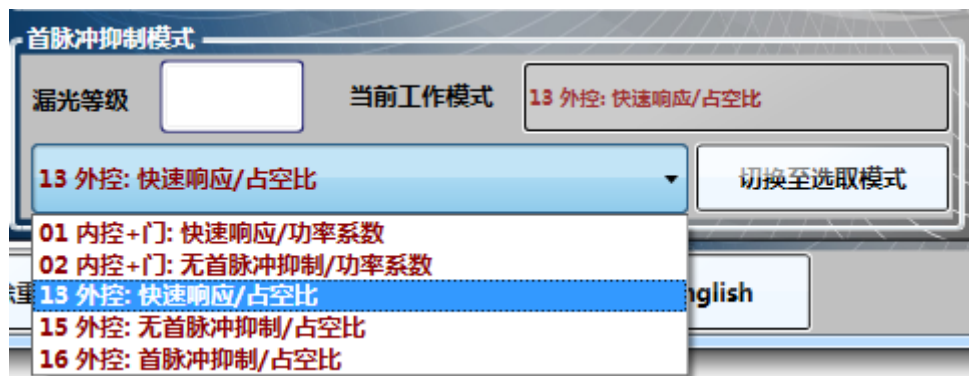 首脉冲抑制模式
漏光等级
当前工作模式
13 外控: 快速响应/占空比
13 外控: 快速响应/占空比
切换至选取模式
01 内控+门: 快速响应/功率系数
02 内控+门: 无首脉冲抑制/功率系数
13 外控: 快速响应/占空比
nglish
15 外控: 无首脉冲抑制/占空比
16 外控: 首脉冲抑制/占空比